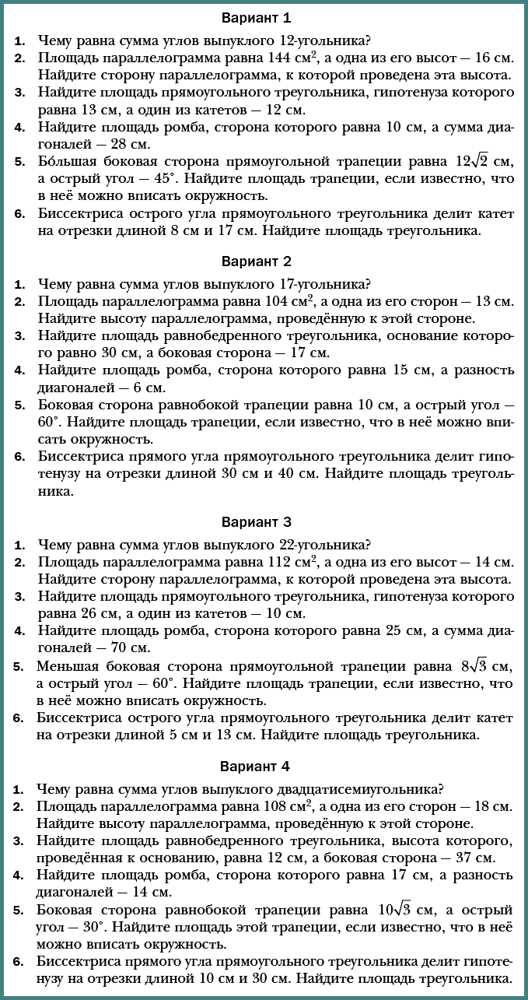 Вариант 1
1. Чему равна сумма углов выпуклого 12-угольника?
2. Площадь параллелограмма равна 144 см², а одна из его высот — 16 см.
Найдите сторону параллелограмма, к которой проведена эта высота.
3. Найдите площадь прямоугольного треугольника, гипотенуза которого
равна 13 см, а один из катетов — 12 см.
4. Найдите площадь ромба, сторона которого равна 10 см, а сумма диа-
гоналей — 28 см.
5. Бо́льшая боковая сторона прямоугольной трапеции равна 12√2 см,
а острый угол — 45°. Найдите площадь трапеции, если известно, что
в неё можно вписать окружность.
6. Биссектриса острого угла прямоугольного треугольника делит катет
на отрезки длиной 8 см и 17 см. Найдите площадь треугольника.
Вариант 2
1. Чему равна сумма углов выпуклого 17-угольника?
2. Площадь параллелограмма равна 104 см², а одна из его сторон — 13 см.
Найдите высоту параллелограмма, проведённую к этой стороне.
3. Найдите площадь равнобедренного треугольника, основание которо-
го равно 30 см, а боковая сторона — 17 см.
4. Найдите площадь ромба, сторона которого равна 15 см, а разность
диагоналей — 6 см.
5. Боковая сторона равнобокой трапеции равна 10 см, а острый угол —
60°. Найдите площадь трапеции, если известно, что в неё можно впи-
сать окружность.
6. Биссектриса прямого угла прямоугольного треугольника делит гипо-
тенузу на отрезки длиной 30 см и 40 см. Найдите площадь треуголь-
ника.
Вариант 3
1. Чему равна сумма углов выпуклого 22-угольника?
2. Площадь параллелограмма равна 112 см², а одна из его высот — 14 см.
Найдите сторону параллелограмма, к которой проведена эта высота.
3. Найдите площадь прямоугольного треугольника, гипотенуза которого
равна 26 см, а один из катетов — 10 см.
4. Найдите площадь ромба, сторона которого равна 25 см, а сумма диа-
гоналей — 70 см.
5. Меньшая боковая сторона прямоугольной трапеции равна 8√3 см,
а острый угол — 60°. Найдите площадь трапеции, если известно, что
в неё можно вписать окружность.
6. Биссектриса острого угла прямоугольного треугольника делит катет
на отрезки длиной 5 см и 13 см. Найдите площадь треугольника.
Вариант 4
1. Чему равна сумма углов выпуклого двадцатисемиугольника?
2. Площадь параллелограмма равна 108 см², а одна из его сторон — 18 см.
Найдите высоту параллелограмма, проведённую к этой стороне.
3. Найдите площадь равнобедренного треугольника, высота которого,
проведённая к основанию, равна 12 см, а боковая сторона — 37 см.
4. Найдите площадь ромба, сторона которого равна 17 см, а разность
диагоналей — 14 см.
5. Боковая сторона равнобокой трапеции равна 10√3 см, а острый
угол — 30°. Найдите площадь этой трапеции, если известно, что в неё
можно вписать окружность.
6. Биссектриса прямого угла прямоугольного треугольника делит гипоте-
нузу на отрезки длиной 10 см и 30 см. Найдите площадь треугольника.